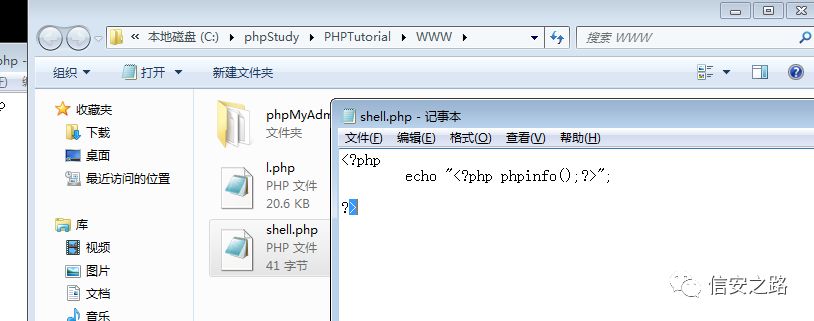 .php -
本地磁盘 (C:) phpStudy PHPTutorial WWW
搜索 WWW
组织 打开 新建文件夹
收藏夹
下载
桌面
最近访问的位置
库
视频
图片
文档
音乐
phpMyAdm
文件夹
l.php
PHP 文件
20.6 KB
shell.php
PHP 文件
41 字节
shell.php - 记事本
文件(F) 编辑(E) 格式(O) 查看(V) 帮助(H)
<?php
echo "<?php phpinfo();?>";
?>
信安之路